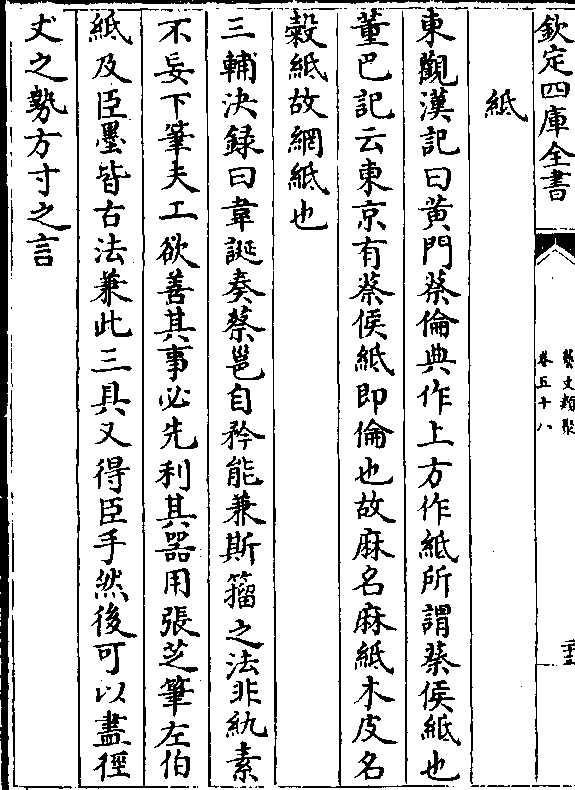 欽定四庫全書
藝文類聚
卷五十八
紙
東觀漢記曰黃門蔡倫典作上方作紙所謂蔡侯紙也
董巴記云東京有蔡侯紙即倫也故麻名麻紙木皮名
穀紙故網紙也
三輔決録曰韋誕奏蔡邕自矜能兼斯籀之法非紈素
不妄下筆夫工欲善其事必先利其器用張芝筆左伯
紙及臣墨皆古法兼此三具又得臣手然後可以盡徑
丈之勢方寸之言